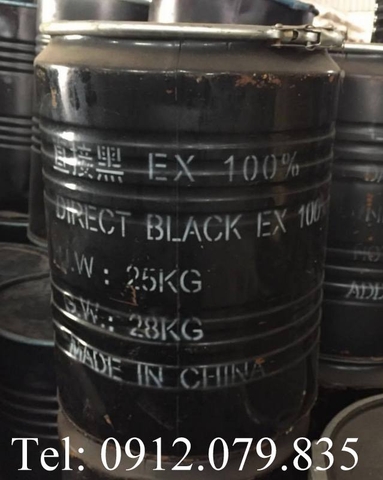 直接黑 EX 100%
DIRECT BLACK EX 100%
N.W: 25KG
G.W.: 28KG
MADE IN CHINA
Tel: 0912.079.835